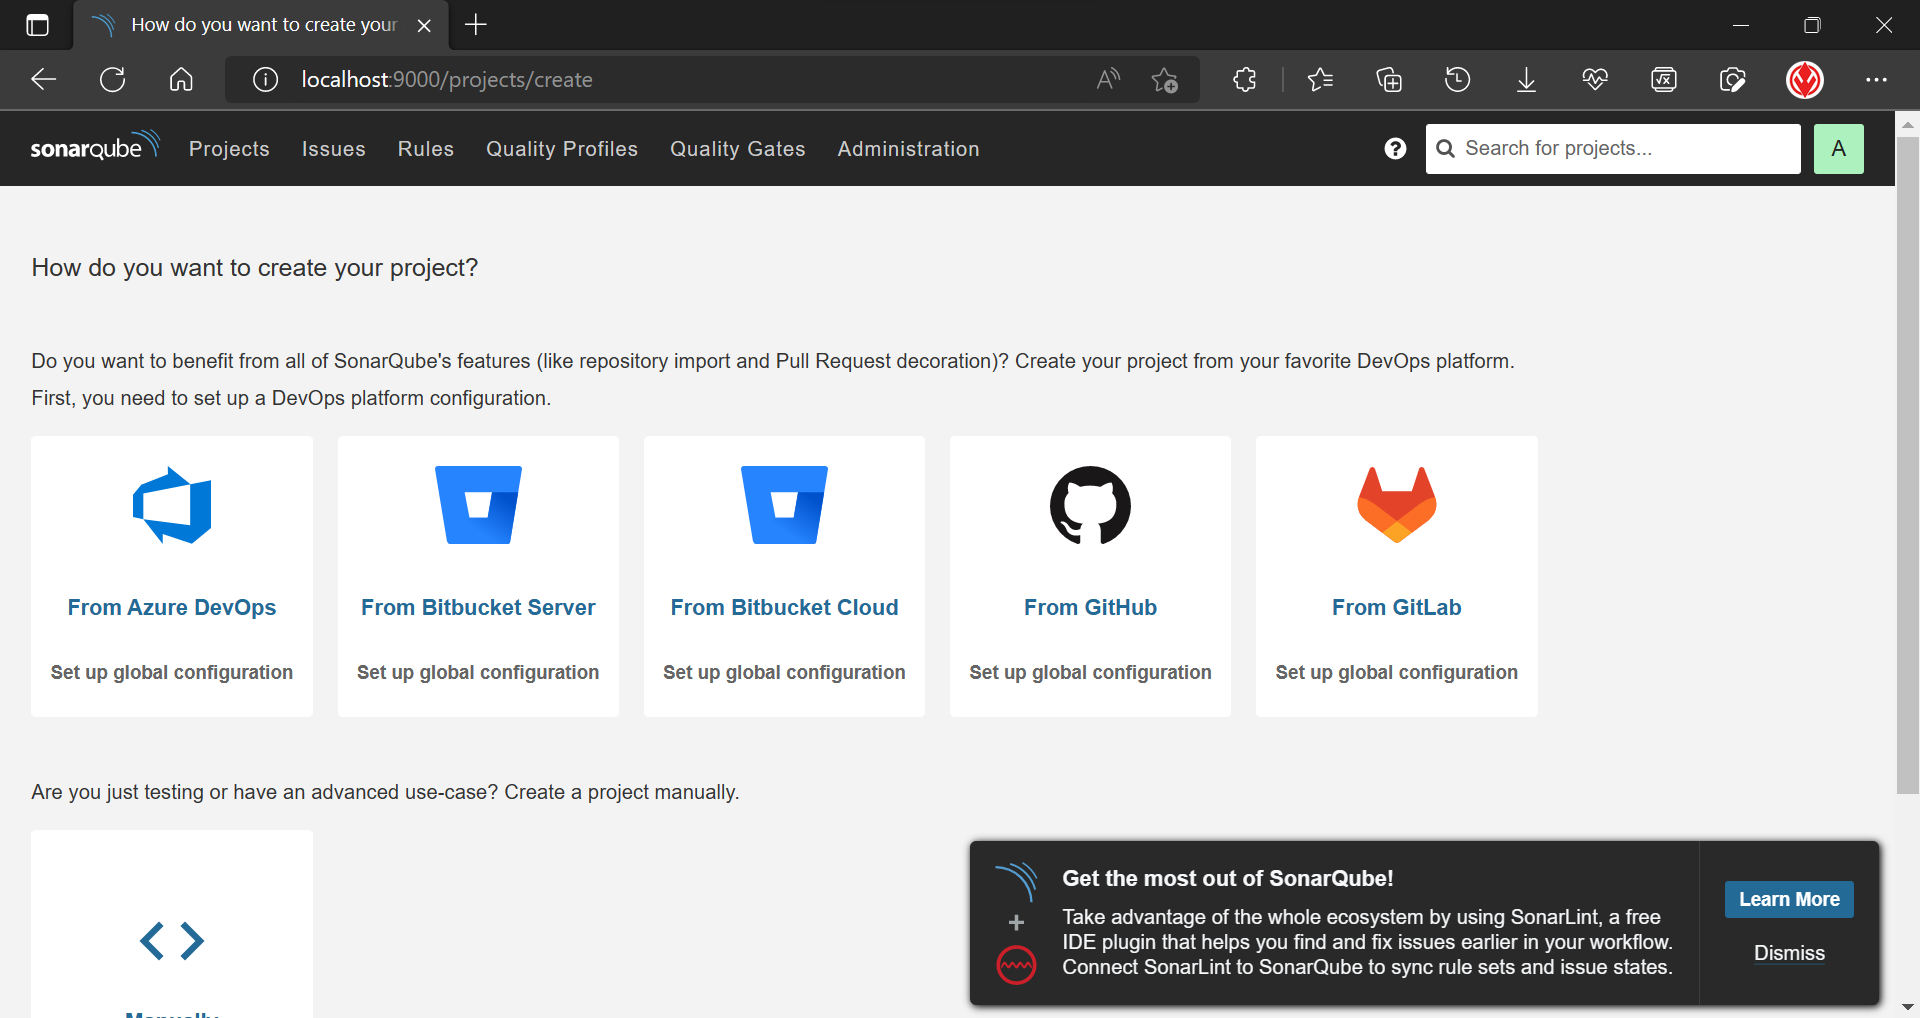 How do you want to create your
localhost:9000/projects/create
sonarqube
Projects
Issues
Rules
Quality Profiles
Quality Gates
Administration
?
Search for projects...
A
How do you want to create your project?
Do you want to benefit from all of SonarQube's features (like repository import and Pull Request decoration)? Create your project from your favorite DevOps platform.
First, you need to set up a DevOps platform configuration.
From Azure DevOps
From Bitbucket Server
From Bitbucket Cloud
From GitHub
From GitLab
Set up global configuration
Set up global configuration
Set up global configuration
Set up global configuration
Set up global configuration
Are you just testing or have an advanced use-case? Create a project manually.
Manually
Get the most out of SonarQube!
Take advantage of the whole ecosystem by using SonarLint, a free
IDE plugin that helps you find and fix issues earlier in your workflow.
Connect SonarLint to SonarQube to sync rule sets and issue states.
Learn More
Dismiss